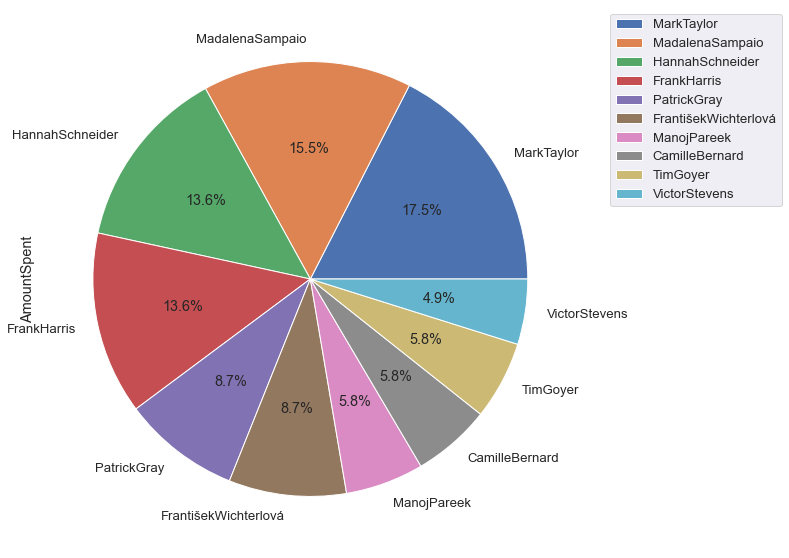 MarkTaylor
MadalenaSampaio
HannahSchneider
FrankHarris
PatrickGray
FrantišekWichterlová
ManojPareek
CamilleBernard
TimGoyer
VictorStevens
MadalenaSampaio
HannahSchneider
MarkTaylor
15.5%
13.6%
17.5%
AmountSpent
13.6%
4.9%
VictorStevens
FrankHarris
5.8%
8.7%
5.8%
TimGoyer
8.7%
5.8%
PatrickGray
CamilleBernard
ManojPareek
FrantišekWichterlová